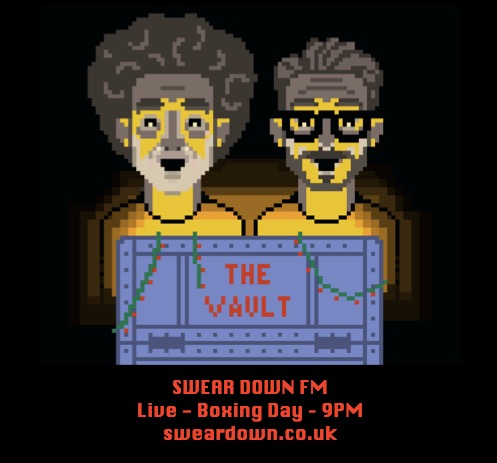 THE
VAULT
SWEAR DOWN FM
Live - Boxing Day - 9PM
sweardown.co.uk